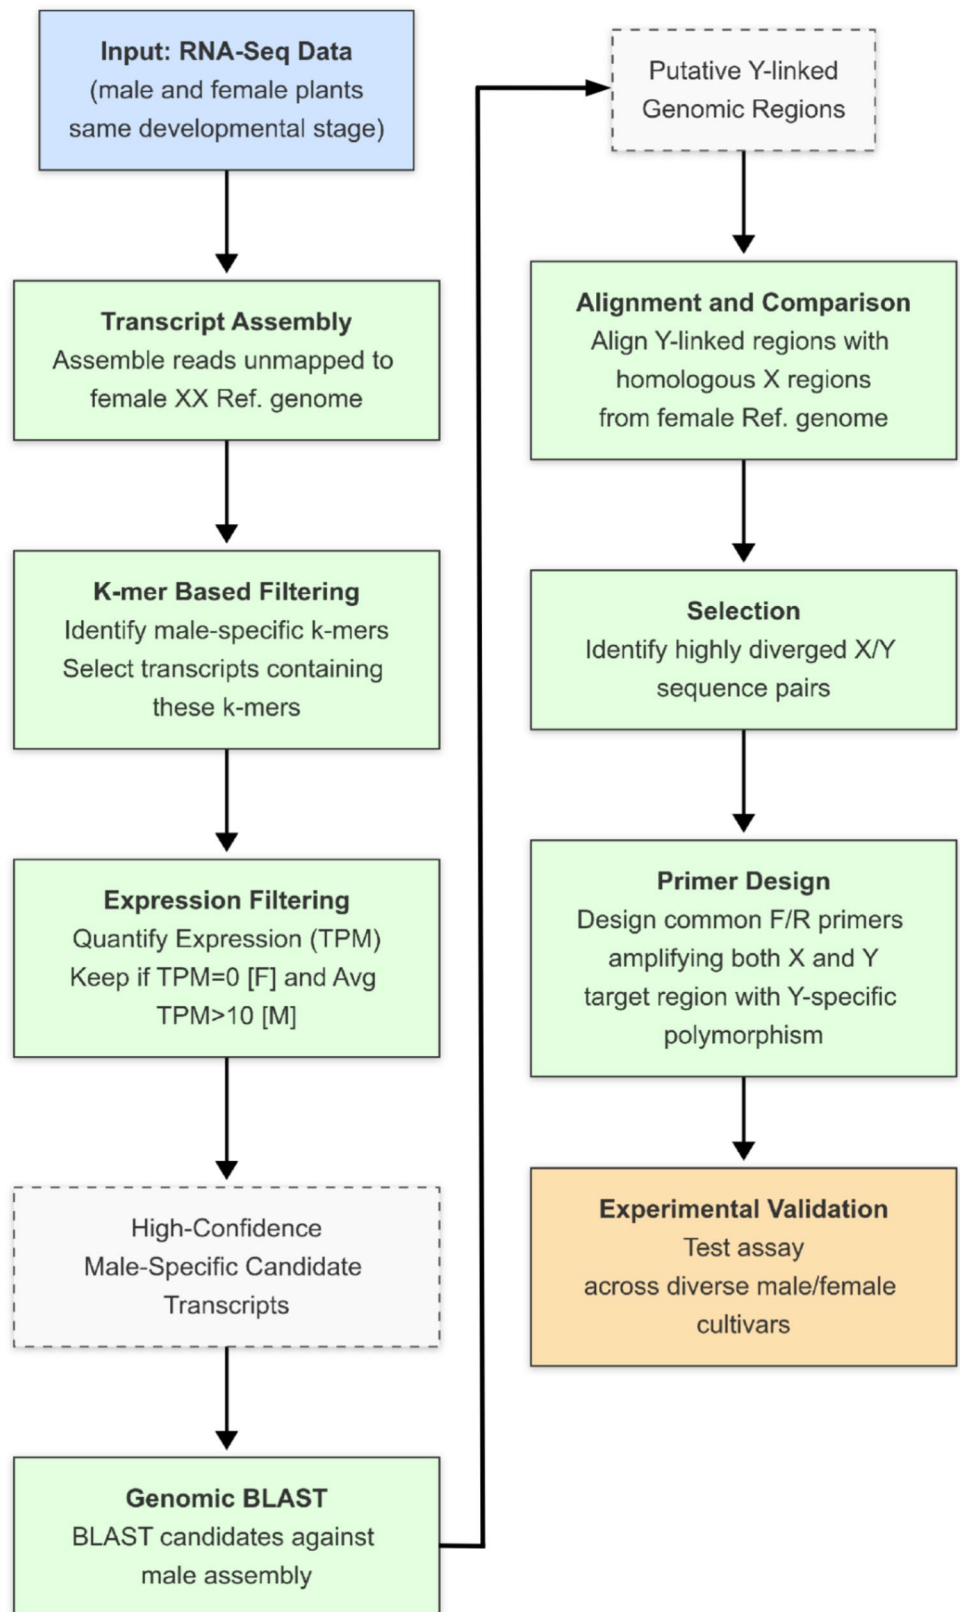 Input: RNA-Seq Data
(male and female plants
same developmental stage)
Transcript Assembly
Assemble reads unmapped to
female XX Ref. genome
K-mer Based Filtering
Identify male-specific k-mers
Select transcripts containing
these k-mers
Expression Filtering
Quantify Expression (TPM)
Keep if TPM=0 [F] and Avg
TPM>10 [M]
High-Confidence
Male-Specific Candidate
Transcripts
Genomic BLAST
BLAST candidates against
male assembly
Putative Y-linked
Genomic Regions
Alignment and Comparison
Align Y-linked regions with
homologous X regions
from female Ref. genome
Selection
Identify highly diverged X/Y
sequence pairs
Primer Design
Design common F/R primers
amplifying both X and Y
target region with Y-specific
polymorphism
Experimental Validation
Test assay
across diverse male/female
cultivars